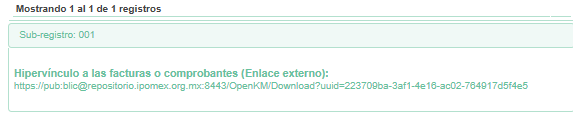 Mostrando 1 al 1 de 1 registros
Sub-registro: 001
Hipervínculo a las facturas o comprobantes (Enlace externo):
https://pub:blic@repositorio.ipomex.org.mx:8443/OpenKM/Download?uuid=223709ba-3af1-4e16-ac02-764917d5f4e5